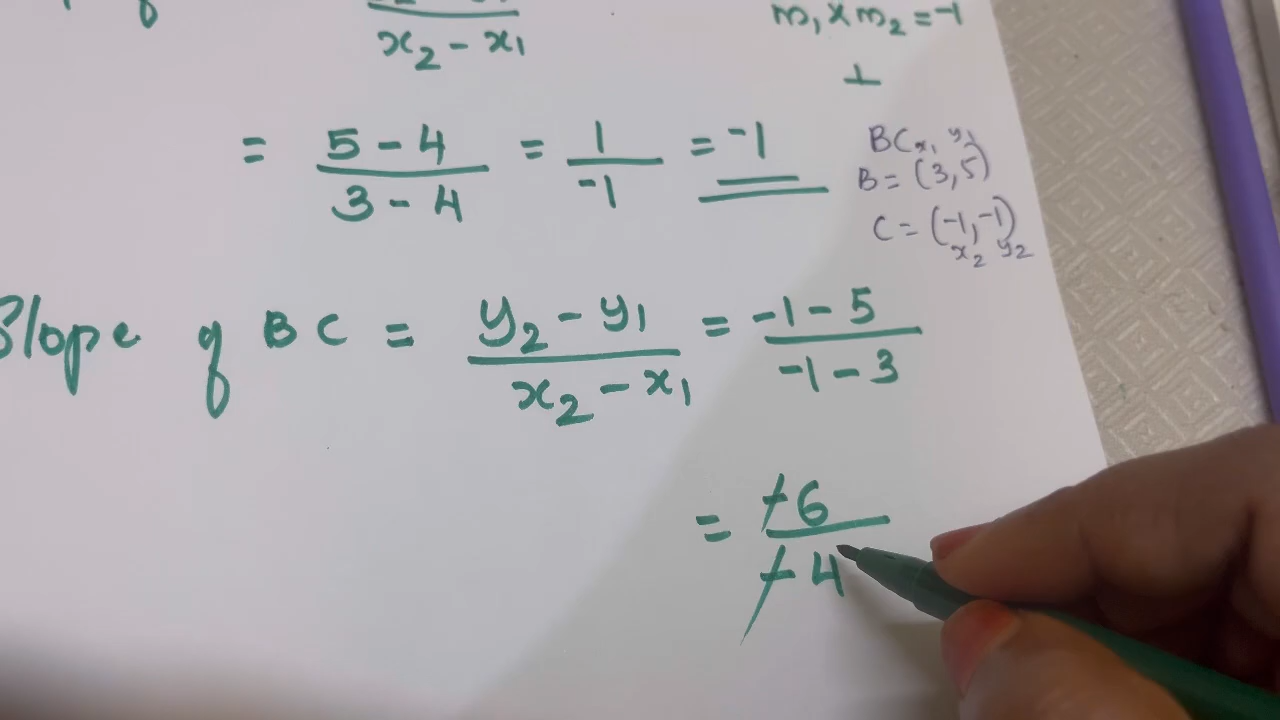 x₂ - x₁
m₁ × m₂ = -1
⊥
= 5 - 4 / 3 - 4 = 1 / -1 = -1
BC x₁ y₁
B = (3, 5)
C = (-1, -1)
x₂ y₂
Slope of BC = y₂ - y₁ / x₂ - x₁ = -1 - 5 / -1 - 3
= -6 / -4